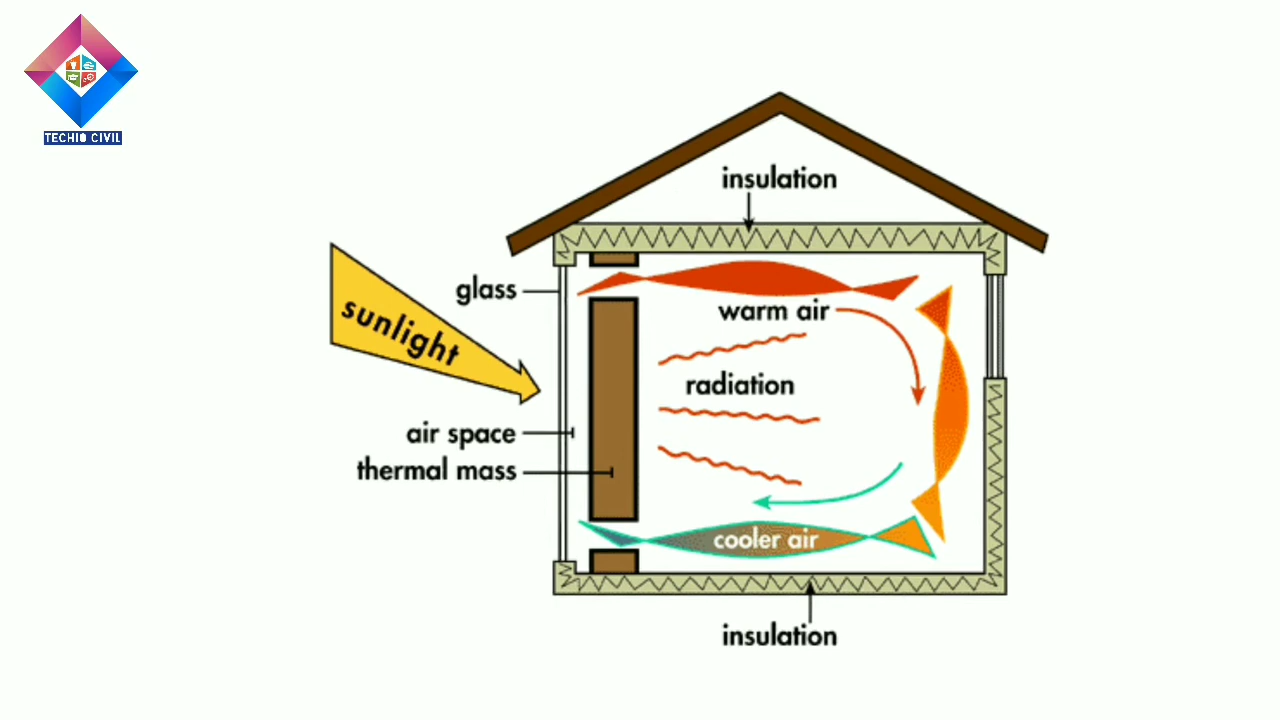 TECHIO CIVIL
insulation
glass
sunlight
warm air
radiation
air space
thermal mass
cooler air
insulation